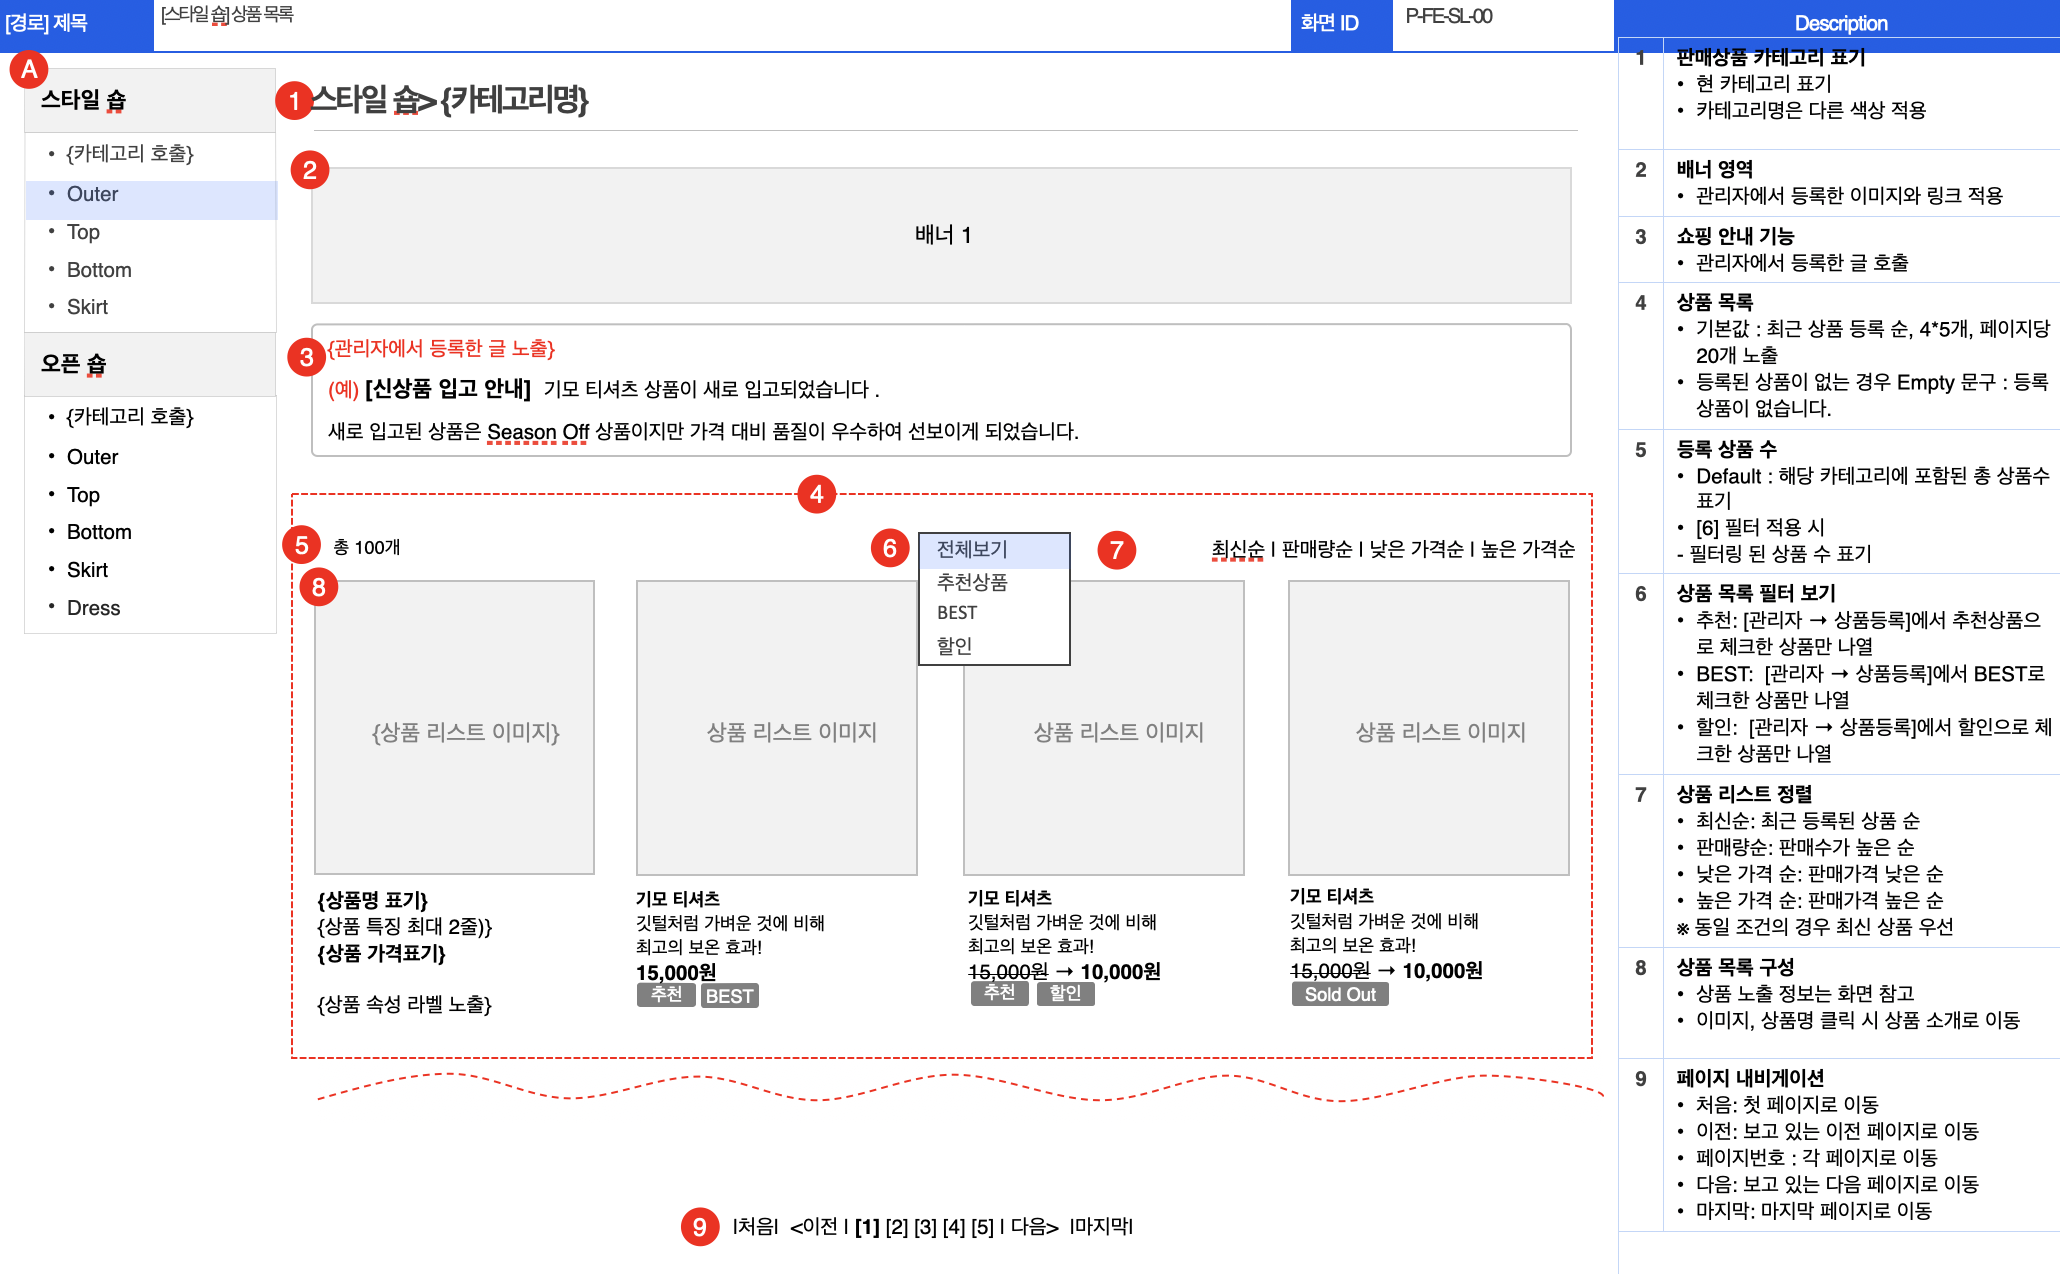 [경로] 제목
[스타일 숍] 상품 목록
화면 ID
P-FE-SL-00
Description
A
스타일 숍
• {카테고리 호출}
• Outer
• Top
• Bottom
• Skirt
오픈 숍
• {카테고리 호출}
• Outer
• Top
• Bottom
• Skirt
• Dress
1
스타일 숍> {카테고리명}
2
배너 1
3
{관리자에서 등록한 글 노출}
(예) [신상품 입고 안내] 기모 티셔츠 상품이 새로 입고되었습니다 .
새로 입고된 상품은 Season Off 상품이지만 가격 대비 품질이 우수하여 선보이게 되었습니다.
4
5
총 100개
6
전체보기
추천상품
BEST
할인
7
최신순 I 판매량순 I 낮은 가격순 I 높은 가격순
8
{상품 리스트 이미지}
상품 리스트 이미지
상품 리스트 이미지
상품 리스트 이미지
{상품명 표기}
{상품 특징 최대 2줄)}
{상품 가격표기}
{상품 속성 라벨 노출}
기모 티셔츠
깃털처럼 가벼운 것에 비해
최고의 보온 효과!
15,000원
추천 BEST
기모 티셔츠
깃털처럼 가벼운 것에 비해
최고의 보온 효과!
15,000원 → 10,000원
추천 할인
기모 티셔츠
깃털처럼 가벼운 것에 비해
최고의 보온 효과!
15,000원 → 10,000원
Sold Out
9
I처음I <이전 I [1] [2] [3] [4] [5] I 다음> I마지막I
1 판매상품 카테고리 표기
• 현 카테고리 표기
• 카테고리명은 다른 색상 적용
2 배너 영역
• 관리자에서 등록한 이미지와 링크 적용
3 쇼핑 안내 기능
• 관리자에서 등록한 글 호출
4 상품 목록
• 기본값 : 최근 상품 등록 순, 4*5개, 페이지당
20개 노출
• 등록된 상품이 없는 경우 Empty 문구 : 등록
상품이 없습니다.
5 등록 상품 수
• Default : 해당 카테고리에 포함된 총 상품수
표기
• [6] 필터 적용 시
- 필터링 된 상품 수 표기
6 상품 목록 필터 보기
• 추천: [관리자 → 상품등록]에서 추천상품으
로 체크한 상품만 나열
• BEST: [관리자 → 상품등록]에서 BEST로
체크한 상품만 나열
• 할인: [관리자 → 상품등록]에서 할인으로 체
크한 상품만 나열
7 상품 리스트 정렬
• 최신순: 최근 등록된 상품 순
• 판매량순: 판매수가 높은 순
• 낮은 가격 순: 판매가격 낮은 순
• 높은 가격 순: 판매가격 높은 순
※ 동일 조건의 경우 최신 상품 우선
8 상품 목록 구성
• 상품 노출 정보는 화면 참고
• 이미지, 상품명 클릭 시 상품 소개로 이동
9 페이지 내비게이션
• 처음: 첫 페이지로 이동
• 이전: 보고 있는 이전 페이지로 이동
• 페이지번호 : 각 페이지로 이동
• 다음: 보고 있는 다음 페이지로 이동
• 마지막: 마지막 페이지로 이동